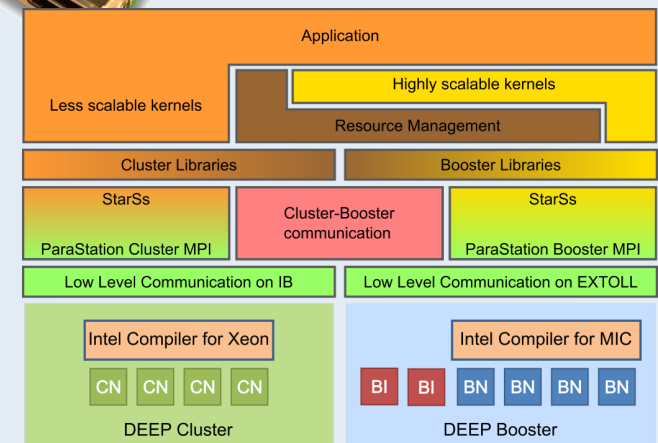 Application
Less scalable kernels
Highly scalable kernels
Resource Management
Cluster Libraries
Booster Libraries
StarSs
ParaStation Cluster MPI
Cluster-Booster
communication
StarSs
ParaStation Booster MPI
Low Level Communication on IB
Low Level Communication on EXTOLL
Intel Compiler for Xeon
Intel Compiler for MIC
CN CN CN CN
BI BI BN BN BN BN
DEEP Cluster
DEEP Booster